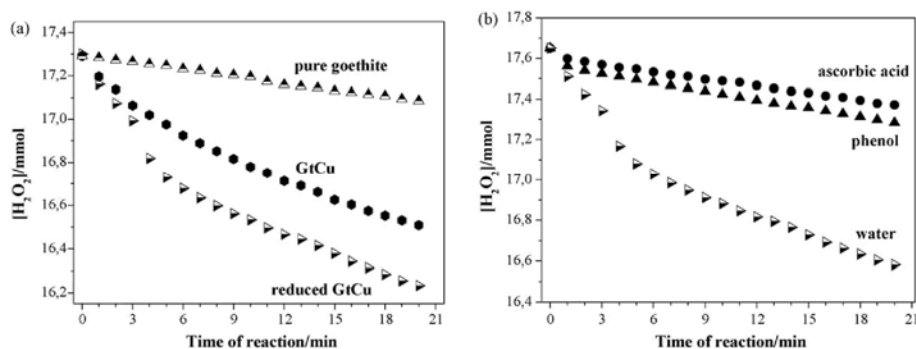 (a)
17,4
17,2
17,0
16,8
16,6
16,4
16,2
[H₂O₂]/mmol
pure goethite
GtCu
reduced GtCu
0 3 6 9 12 15 18 21
Time of reaction/min
(b)
17,8
17,6
17,4
17,2
17,0
16,8
16,6
16,4
[H₂O₂]/mmol
ascorbic acid
phenol
water
0 3 6 9 12 15 18 21
Time of reaction/min